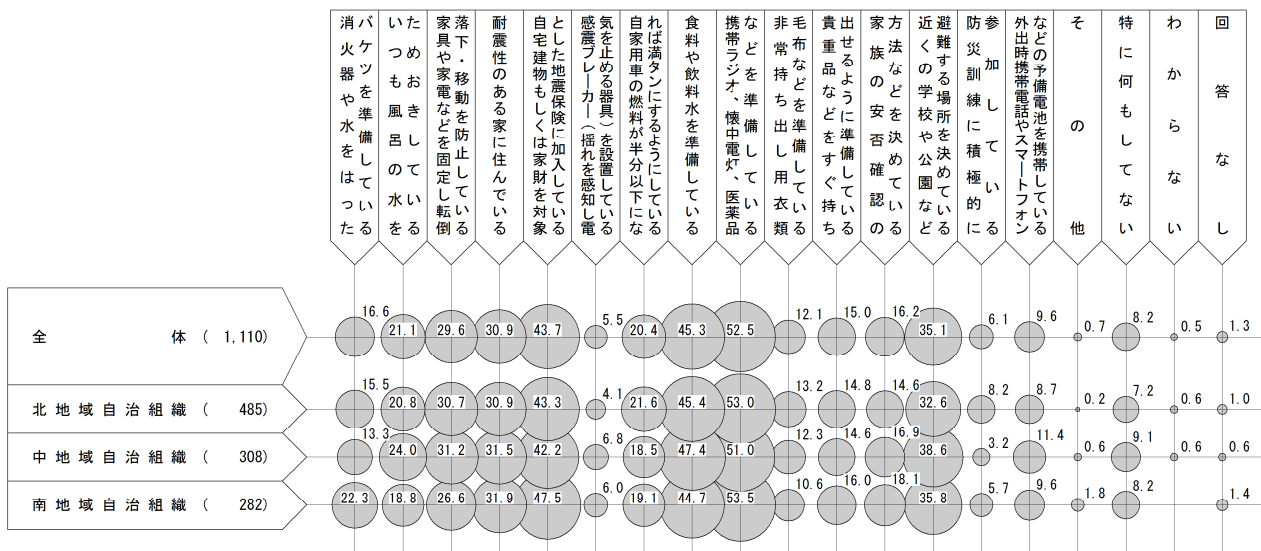 消火器や水をはった
バケツを準備している
いつも風呂の水を
ためおきしている
家具や家電などを固定し転倒
落下・移動を防止している
耐震性のある家に住んでいる
自宅建物もしくは家財を対象
とした地震保険に加入している
感震ブレーカー（揺れを感知し電
気を止める器具）を設置している
自家用車の燃料が半分以下にな
れば満タンにするようにしている
食料や飲料水を準備している
携帯ラジオ、懐中電灯、医薬品
などを準備している
非常持ち出し用衣類
毛布などを準備している
貴重品などをすぐ持ち
出せるように準備している
家族の安否確認の
方法などを決めている
近くの学校や公園など
避難する場所を決めている
防災訓練に積極的に
参加している
外出時携帯電話やスマートフォン
などの予備電池を携帯している
その他
特に何もしてない
わからない
回答なし
全体（ 1,110) 16.6 21.1 29.6 30.9 43.7 5.5 20.4 45.3 52.5 12.1 15.0 16.2 35.1 6.1 9.6 0.7 8.2 0.5 1.3
北地域自治組織（ 485) 15.5 20.8 30.7 30.9 43.3 4.1 21.6 45.4 53.0 13.2 14.8 14.6 32.6 8.2 8.7 0.2 7.2 0.6 1.0
中地域自治組織（ 308) 13.3 24.0 31.2 31.5 42.2 6.8 18.5 47.4 51.0 12.3 14.6 16.9 38.6 3.2 11.4 0.6 9.1 0.6 0.6
南地域自治組織（ 282) 22.3 18.8 26.6 31.9 47.5 6.0 19.1 44.7 53.5 10.6 16.0 18.1 35.8 5.7 9.6 1.8 8.2 1.4